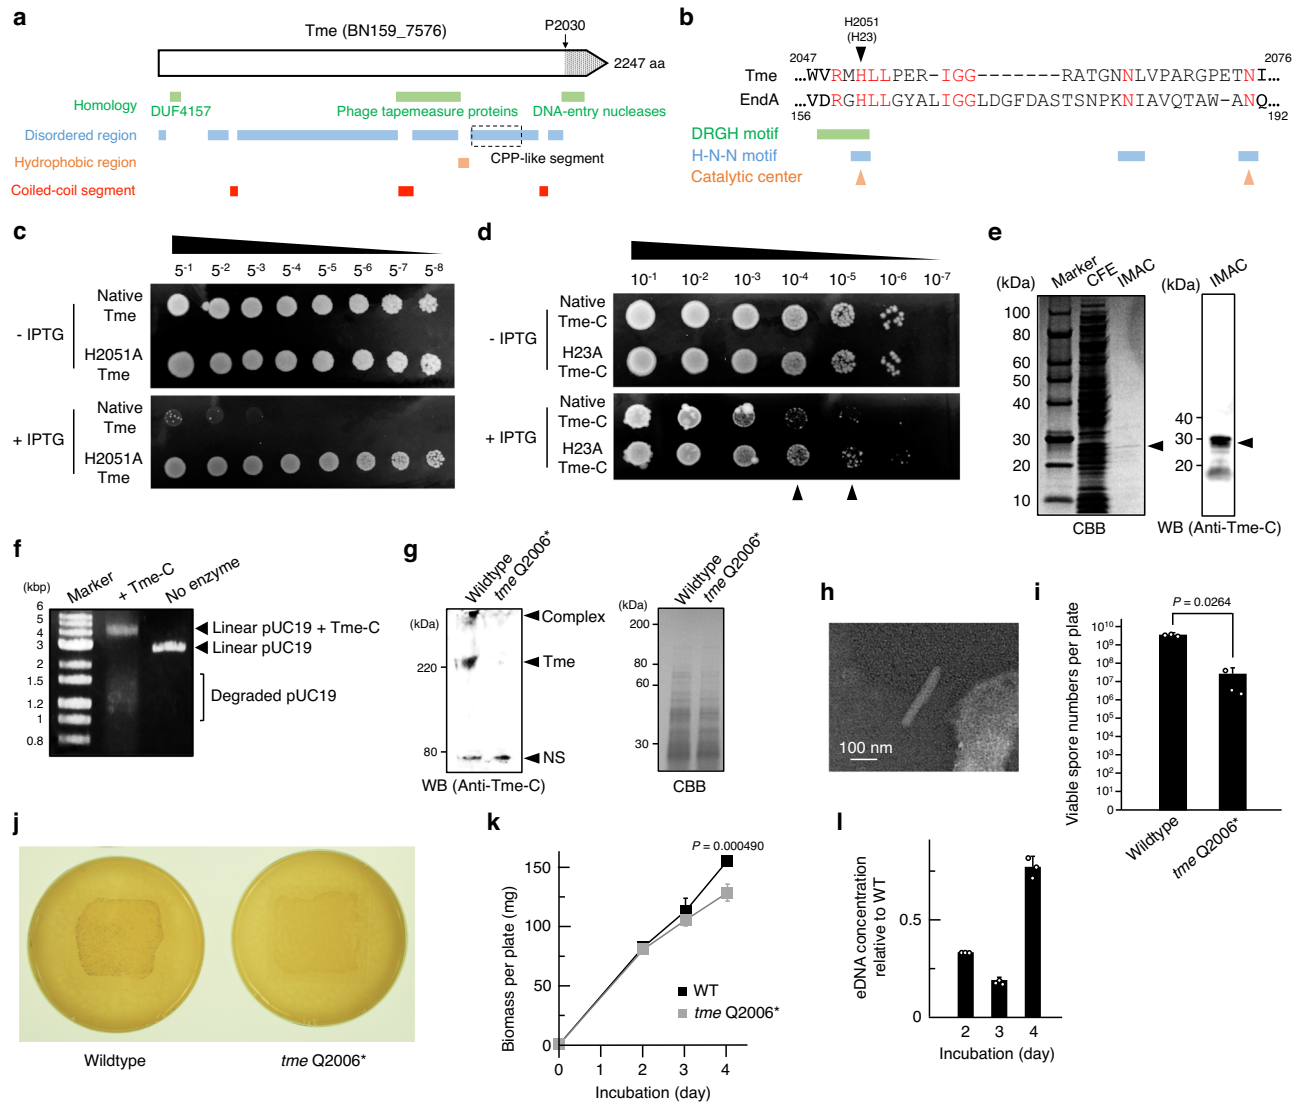 a
Tme (BN159_7576)
P2030
2247 aa
Homology
DUF4157
Phage tapemeasure proteins
DNA-entry nucleases
Disordered region
Hydrophobic region
CPP-like segment
Coiled-coil segment
b
H2051
(H23)
2047
2076
Tme
...WVRMHLLPER-IGG-------RATGNNLVPARGPETNI...
EndA
...VDRGHLLGYALIGGLDGFDASTSNPKNIAVQTAW-ANQ...
156
192
DRGH motif
H-N-N motif
Catalytic center
c
5-1 5-2 5-3 5-4 5-5 5-6 5-7 5-8
- IPTG
Native
Tme
H2051A
Tme
+ IPTG
Native
Tme
H2051A
Tme
d
10-1 10-2 10-3 10-4 10-5 10-6 10-7
- IPTG
Native
Tme-C
H23A
Tme-C
+ IPTG
Native
Tme-C
H23A
Tme-C
e
(kDa)
Marker
CFE
IMAC
100
80
60
50
40
30
20
10
CBB
(kDa)
IMAC
40
30
20
WB (Anti-Tme-C)
f
(kbp)
Marker
+ Tme-C
No enzyme
6
5
4
3
2
1.5
1.2
1
0.8
Linear pUC19 + Tme-C
Linear pUC19
Degraded pUC19
g
Wildtype
tme Q2006*
(kDa)
220
80
Complex
Tme
NS
WB (Anti-Tme-C)
Wildtype
tme Q2006*
(kDa)
200
80
60
30
CBB
h
100 nm
i
P = 0.0264
Viable spore numbers per plate
10¹⁰
10⁹
10⁸
10⁷
10⁶
10⁵
10⁴
10³
10²
10¹
0
Wildtype
tme Q2006*
j
Wildtype
tme Q2006*
k
P = 0.000490
Biomass per plate (mg)
150
100
50
0
WT
tme Q2006*
0 1 2 3 4
Incubation (day)
l
eDNA concentration
relative to WT
0.5
0
2 3 4
Incubation (day)